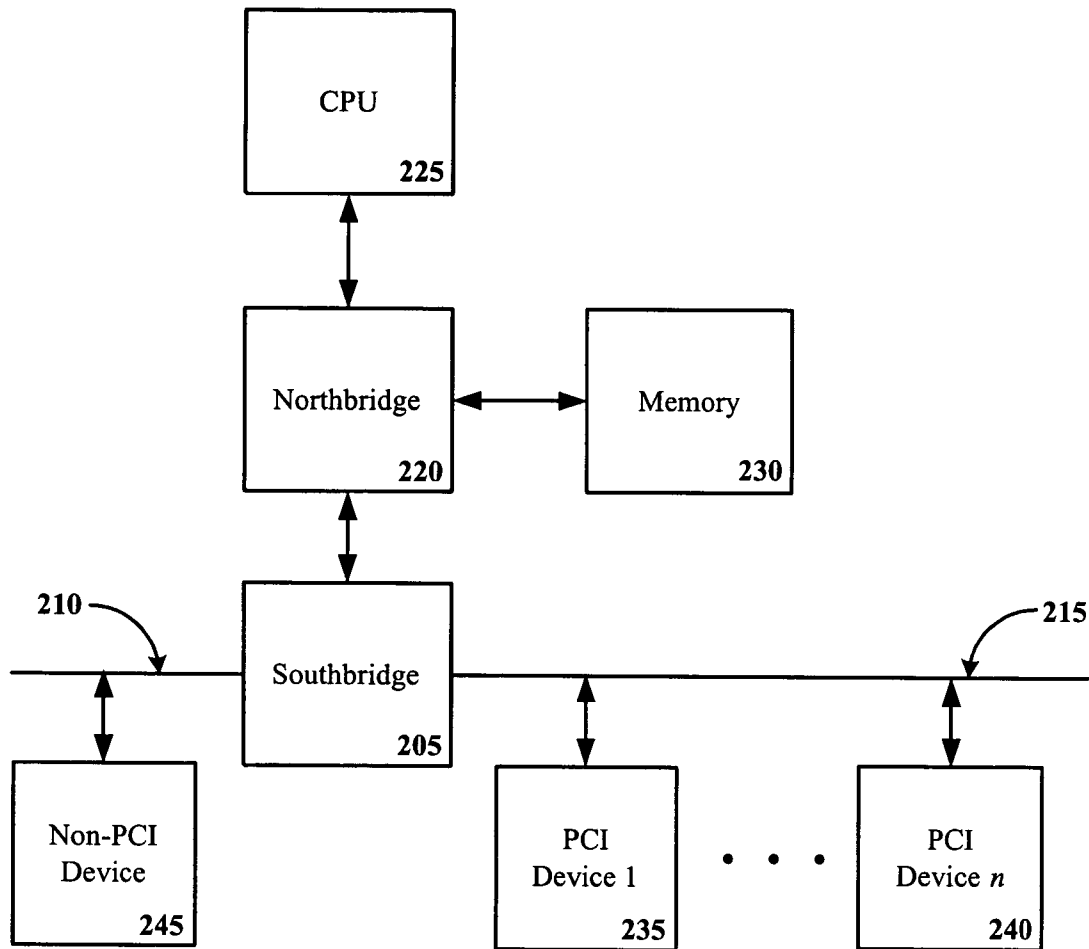 CPU
225
Northbridge
220
Memory
230
210
Southbridge
205
215
Non-PCI
Device
245
PCI
Device 1
235
PCI
Device n
240